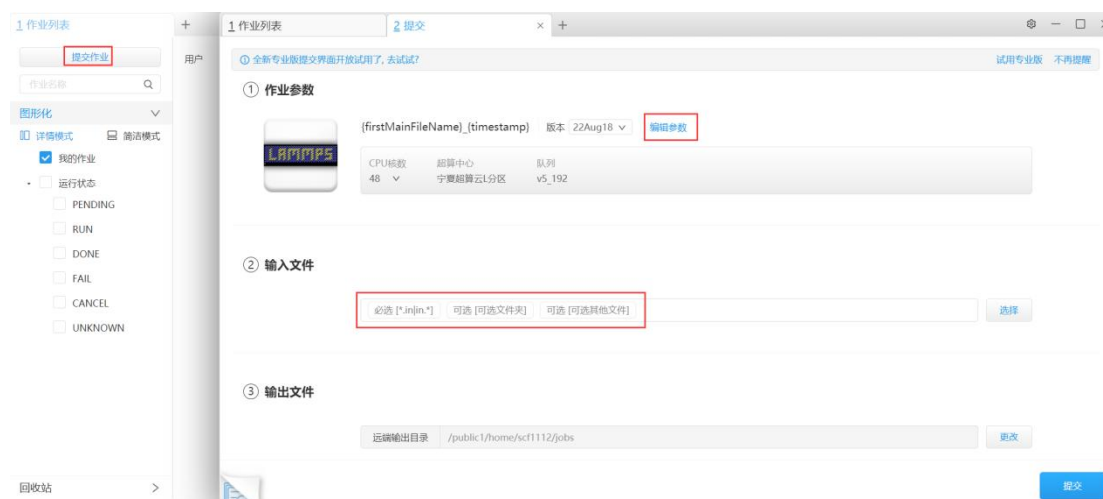 1 作业列表
提交作业
作业名称
图形化
详情模式 简洁模式
我的作业
运行状态
PENDING
RUN
DONE
FAIL
CANCEL
UNKNOWN
回收站
用户
1 作业列表 2 提交
全新专业版提交界面开放试用了, 去试试? 试用专业版 不再提醒
① 作业参数
LAMMPS
{firstMainFileName}_{timestamp} 版本 22Aug18 编辑参数
CPU核数 超算中心 队列
48 宁夏超算云L分区 v5_192
② 输入文件
必选 [*.in|in.*] 可选 [可选文件夹] 可选 [可选其他文件] 选择
③ 输出文件
远端输出目录 /public1/home/scf1112/jobs 更改
提交